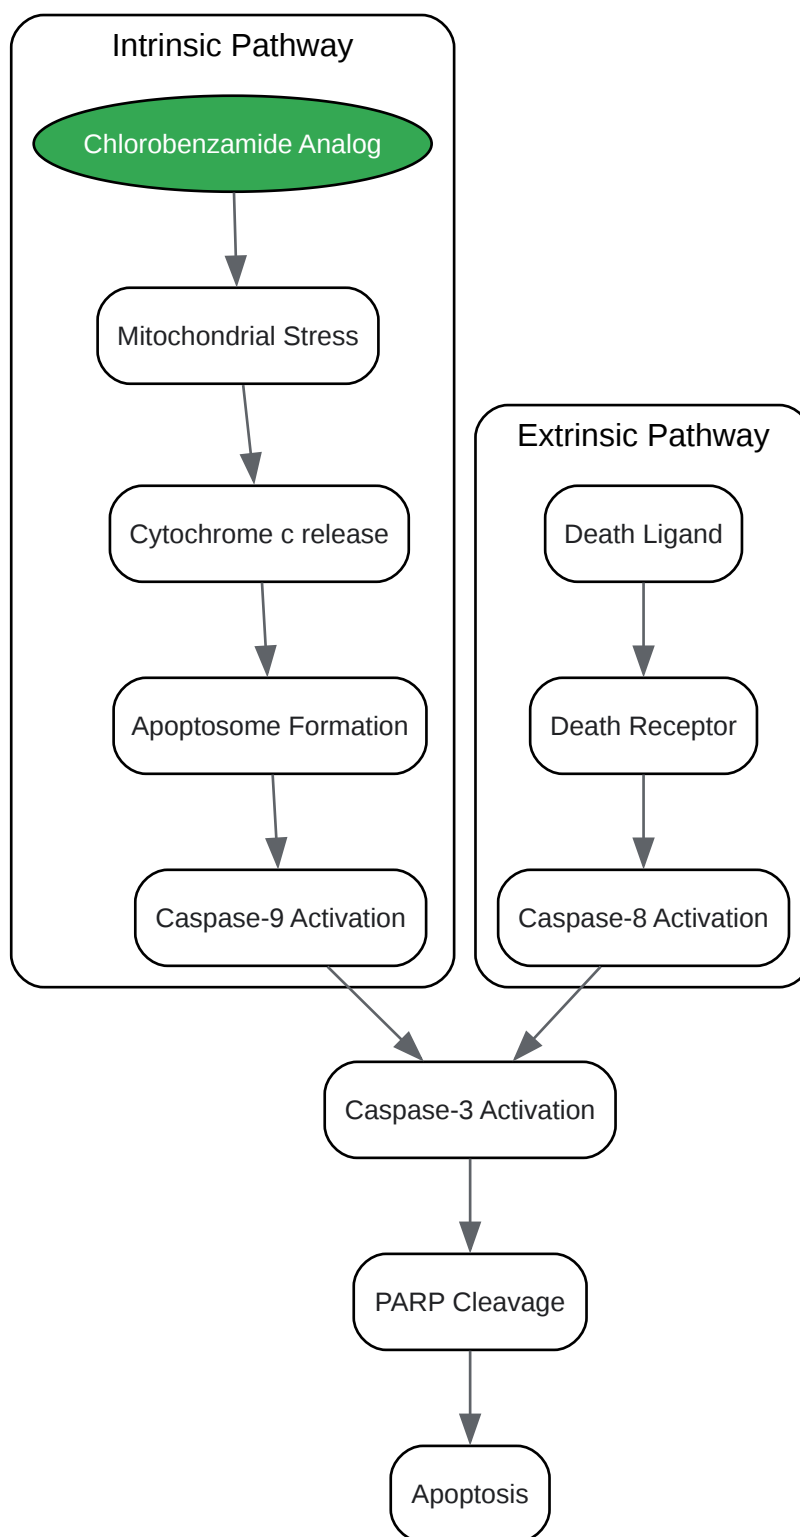 Intrinsic Pathway
Chlorobenzamide Analog
Mitochondrial Stress
Cytochrome c release
Apoptosome Formation
Caspase-9 Activation
Extrinsic Pathway
Death Ligand
Death Receptor
Caspase-8 Activation
Caspase-3 Activation
PARP Cleavage
Apoptosis